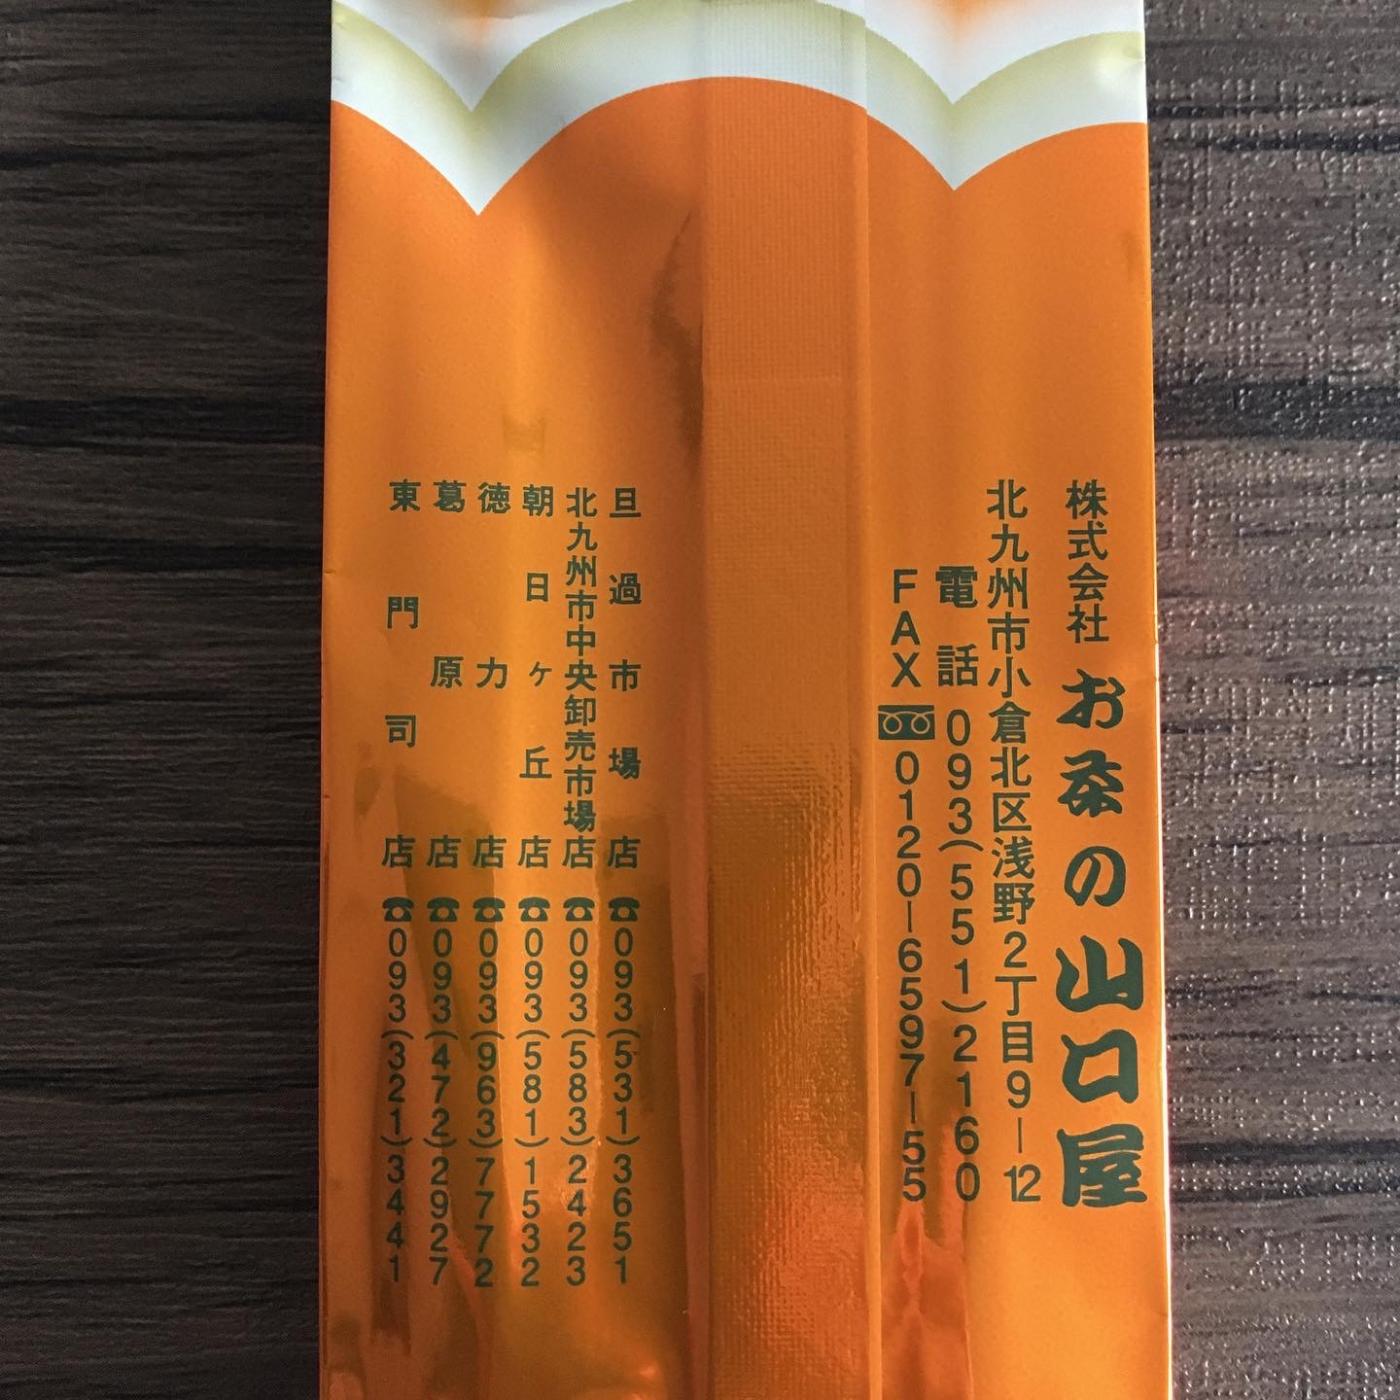 株式会社 お茶の山口屋
北九州市小倉北区浅野2丁目9-12
電話 093(551)2160
FAX 0120-6597-55
旦過市場店 ☎093(531)3651
北九州市中央卸売市場店 ☎093(583)2423
朝日ヶ丘店 ☎093(581)1532
徳力店 ☎093(963)7772
葛原店 ☎093(472)2927
東門司店 ☎093(321)3441